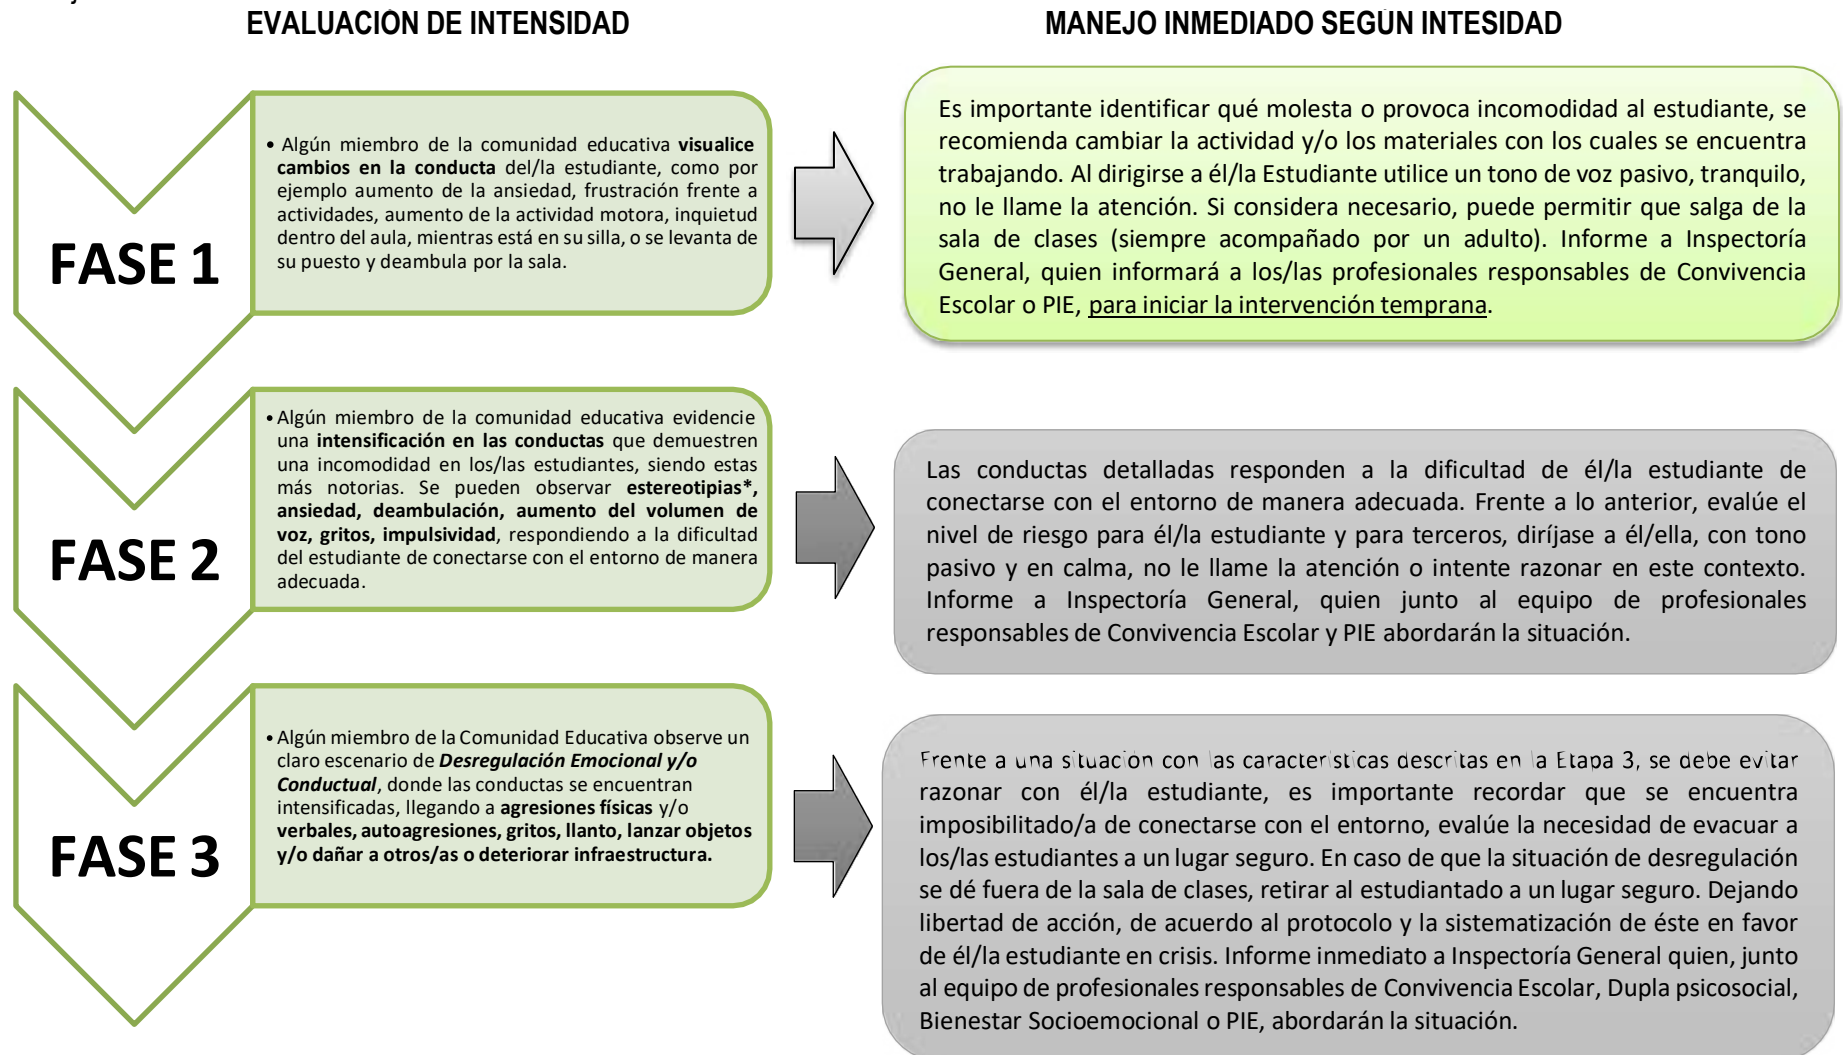 EVALUACIÓN DE INTENSIDAD
MANEJO INMEDIADO SEGÚN INTESIDAD
FASE 1
• Algún miembro de la comunidad educativa visualice
cambios en la conducta del/la estudiante, como por
ejemplo aumento de la ansiedad, frustración frente a
actividades, aumento de la actividad motora, inquietud
dentro del aula, mientras está en su silla, o se levanta de
su puesto y deambula por la sala.
Es importante identificar qué molesta o provoca incomodidad al estudiante, se
recomienda cambiar la actividad y/o los materiales con los cuales se encuentra
trabajando. Al dirigirse a él/la Estudiante utilice un tono de voz pasivo, tranquilo,
no le llame la atención. Si considera necesario, puede permitir que salga de la
sala de clases (siempre acompañado por un adulto). Informe a Inspectoría
General, quien informará a los/las profesionales responsables de Convivencia
Escolar o PIE, para iniciar la intervención temprana.
FASE 2
• Algún miembro de la comunidad educativa evidencie
una intensificación en las conductas que demuestren
una incomodidad en los/las estudiantes, siendo estas
más notorias. Se pueden observar estereotipias*,
ansiedad, deambulación, aumento del volumen de
voz, gritos, impulsividad, respondiendo a la dificultad
del estudiante de conectarse con el entorno de manera
adecuada.
Las conductas detalladas responden a la dificultad de él/la estudiante de
conectarse con el entorno de manera adecuada. Frente a lo anterior, evalúe el
nivel de riesgo para él/la estudiante y para terceros, diríjase a él/ella, con tono
pasivo y en calma, no le llame la atención o intente razonar en este contexto.
Informe a Inspectoría General, quien junto al equipo de profesionales
responsables de Convivencia Escolar y PIE abordarán la situación.
FASE 3
• Algún miembro de la Comunidad Educativa observe un
claro escenario de Desregulación Emocional y/o
Conductual, donde las conductas se encuentran
intensificadas, llegando a agresiones físicas y/o
verbales, autoagresiones, gritos, llanto, lanzar objetos
y/o dañar a otros/as o deteriorar infraestructura.
Frente a una situación con las características descritas en la Etapa 3, se debe evitar
razonar con él/la estudiante, es importante recordar que se encuentra
imposibilitado/a de conectarse con el entorno, evalúe la necesidad de evacuar a
los/las estudiantes a un lugar seguro. En caso de que la situación de desregulación
se dé fuera de la sala de clases, retirar al estudiantado a un lugar seguro. Dejando
libertad de acción, de acuerdo al protocolo y la sistematización de éste en favor
de él/la estudiante en crisis. Informe inmediato a Inspectoría General quien, junto
al equipo de profesionales responsables de Convivencia Escolar, Dupla psicosocial,
Bienestar Socioemocional o PIE, abordarán la situación.